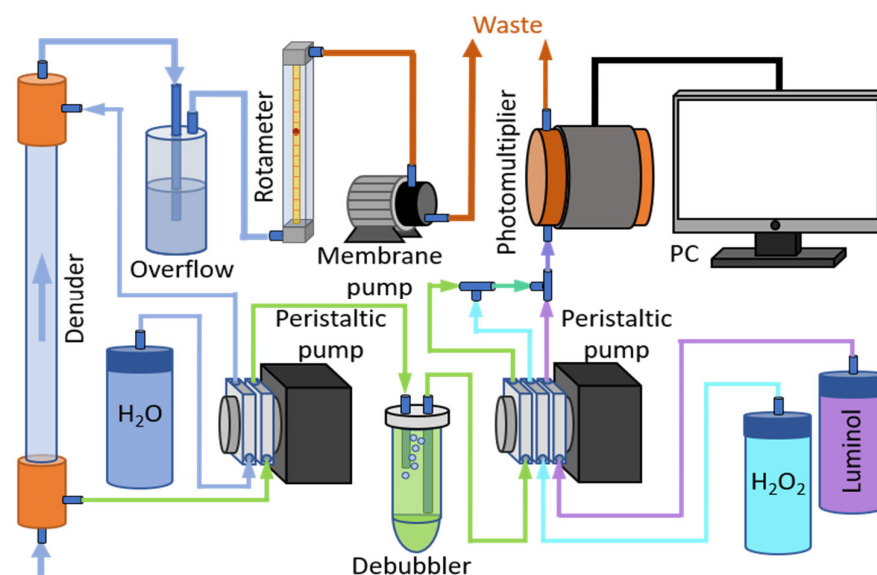 Waste
Rotameter
Photomultiplier
Denuder
Overflow
Membrane
pump
PC
Peristaltic
pump
Peristaltic
pump
H₂O
H₂O₂
Luminol
Debubbler